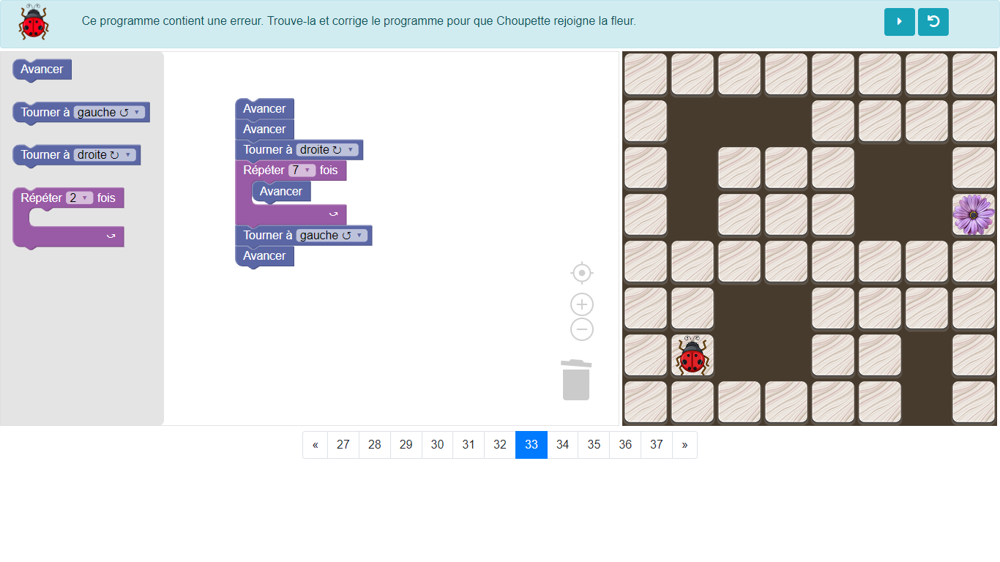 Ce programme contient une erreur. Trouve-la et corrige le programme pour que Choupette rejoigne la fleur.
Avancer
Tourner à gauche ↺ ▾
Tourner à droite ↻ ▾
Répéter 2 ▾ fois
Avancer
Avancer
Tourner à droite ↻ ▾
Répéter 7 ▾ fois
Avancer
Tourner à gauche ↺ ▾
Avancer
« 27 28 29 30 31 32 33 34 35 36 37 »